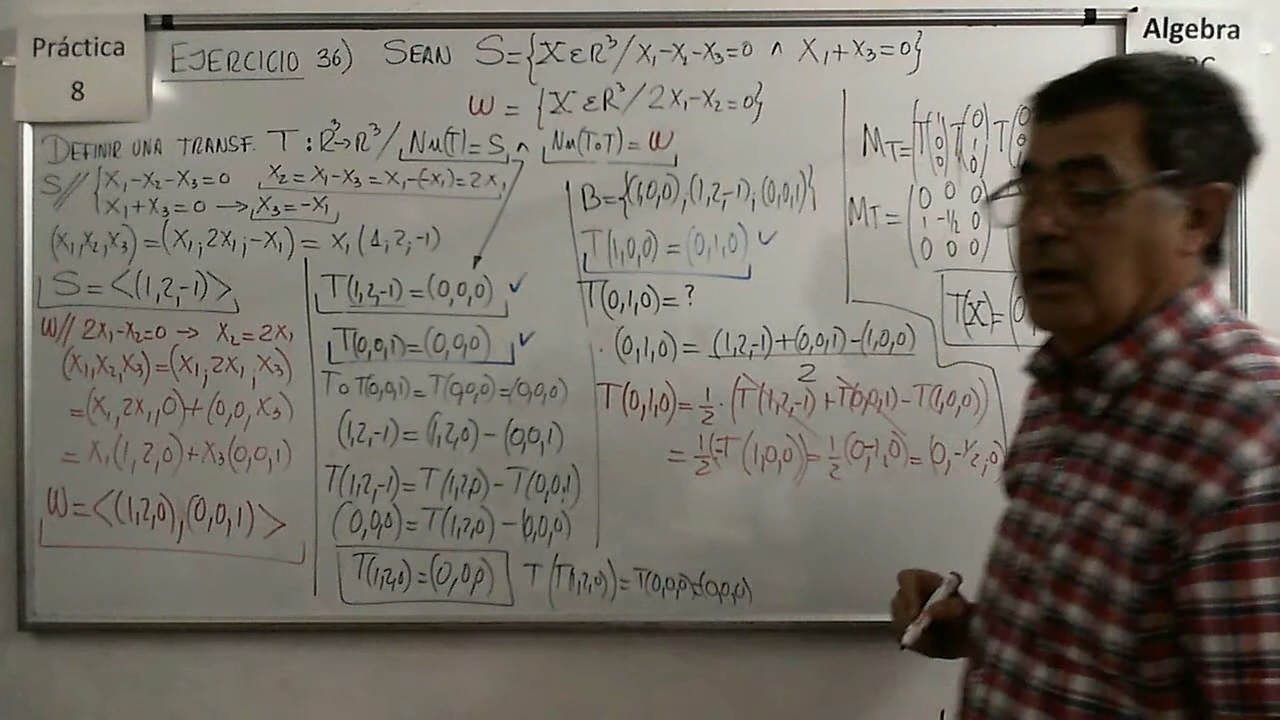 Práctica
8
Algebra
EJERCICIO 36) SEAN S={X∈R³/X₁-X₂-X₃=0 ∧ X₁+X₃=0}
W = {X∈R³/2X₁-X₂=0}
DEFINIR UNA TRANSF. T:R³→R³/Nu(T)=S ∧ Nu(T∘T)=W
S// {X₁-X₂-X₃=0 X₂=X₁-X₃=X₁-(-X₁)=2X₁
X₁+X₃=0 → X₃=-X₁
(X₁,X₂,X₃)=(X₁,2X₁,-X₁)=X₁(1,2,-1)
S=<(1,2,-1)>
W// 2X₁-X₂=0 → X₂=2X₁
(X₁,X₂,X₃)=(X₁,2X₁,X₃)
=(X₁,2X₁,0)+(0,0,X₃)
=X₁(1,2,0)+X₃(0,0,1)
W=<(1,2,0),(0,0,1)>
T(1,2,-1)=(0,0,0) ✓
T(0,0,1)=(0,0,0) ✓
T∘T(0,0,1)=T(0,0,0)=(0,0,0)
(1,2,-1)=(1,2,0)-(0,0,1)
T(1,2,-1)=T(1,2,0)-T(0,0,1)
(0,0,0)=T(1,2,0)-(0,0,0)
T(1,2,0)=(0,0,0) T(T(1,2,0))=T(0,0,0)=(0,0,0)
B={(1,0,0),(1,2,-1),(0,0,1)}
T(1,0,0)=(0,1,0) ✓
T(0,1,0)=?
(0,1,0)=(1,2,-1)+(0,0,1)-(1,0,0)
2
T(0,1,0)=1/2·(T(1,2,-1)+T(0,0,1)-T(1,0,0))
=1/2(-T(1,0,0))=1/2(0,-1,0)=(0,-1/2,0)
M_T=(T(1 0 0) T(0 1 0) T(0
M_T=(0 0 0
1 -1/2 0
0 0 0)
T(X)=(0